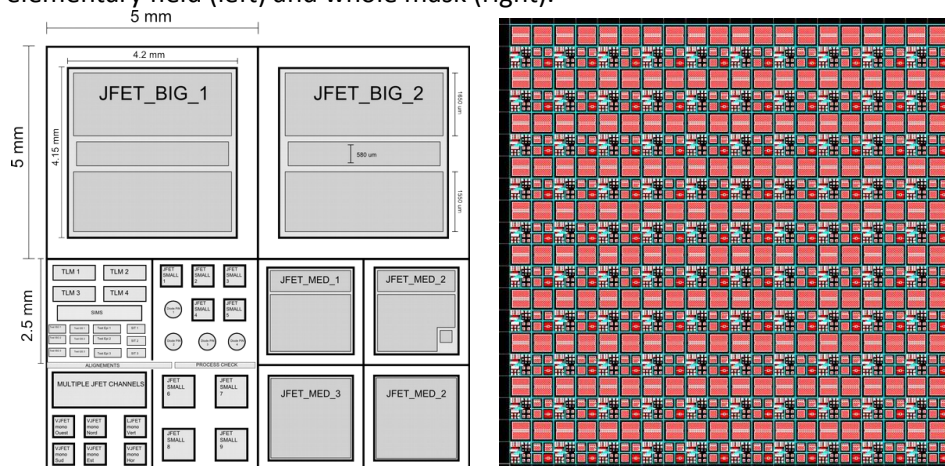 elementary field (left) and whole mask (right).
5 mm
4.2 mm
JFET_BIG_1
JFET_BIG_2
5 mm
4.15 mm
1650 um
580 um
1350 um
2.5 mm
TLM 1
TLM 2
TLM 3
TLM 4
SIMS
JFET SMALL 1
JFET SMALL 2
JFET SMALL 3
JFET SMALL 4
JFET SMALL 5
JFET_MED_1
JFET_MED_2
ALIGNEMENTS
PROCESS CHECK
MULTIPLE JFET CHANNELS
JFET SMALL 6
JFET SMALL 7
JFET_MED_3
JFET_MED_2
VJFET mono Ouest
VJFET mono Nord
LJFET mono Vert
JFET SMALL 8
JFET SMALL 9
VJFET mono Sud
VJFET mono Est
VJFET mono Hor